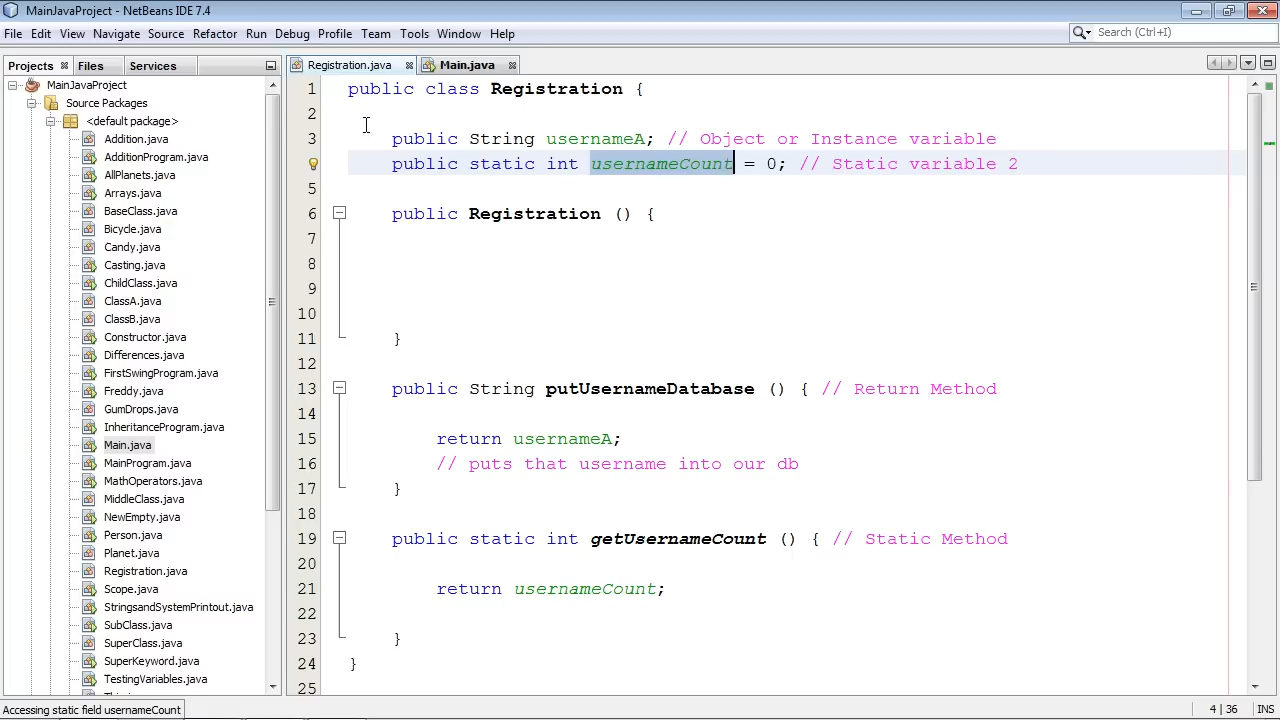 MainJavaProject - NetBeans IDE 7.4
File Edit View Navigate Source Refactor Run Debug Profile Team Tools Window Help
Search (Ctrl+I)
Projects Files Services
Registration.java Main.java
MainJavaProject
Source Packages
<default package>
Addition.java
AdditionProgram.java
AllPlanets.java
Arrays.java
BaseClass.java
Bicycle.java
Candy.java
Casting.java
ChildClass.java
ClassA.java
ClassB.java
Constructor.java
Differences.java
FirstSwingProgram.java
Freddy.java
GumDrops.java
InheritanceProgram.java
Main.java
MainProgram.java
MathOperators.java
MiddleClass.java
NewEmpty.java
Person.java
Planet.java
Registration.java
Scope.java
StringsandSystemPrintout.java
SubClass.java
SuperClass.java
SuperKeyword.java
TestingVariables.java
1 public class Registration {
2
3 public String usernameA; // Object or Instance variable
public static int usernameCount = 0; // Static variable 2
5
6 public Registration () {
7
8
9
10
11 }
12
13 public String putUsernameDatabase () { // Return Method
14
15 return usernameA;
16 // puts that username into our db
17 }
18
19 public static int getUsernameCount () { // Static Method
20
21 return usernameCount;
22
23 }
24 }
25
Accessing static field usernameCount
4 | 36 INS